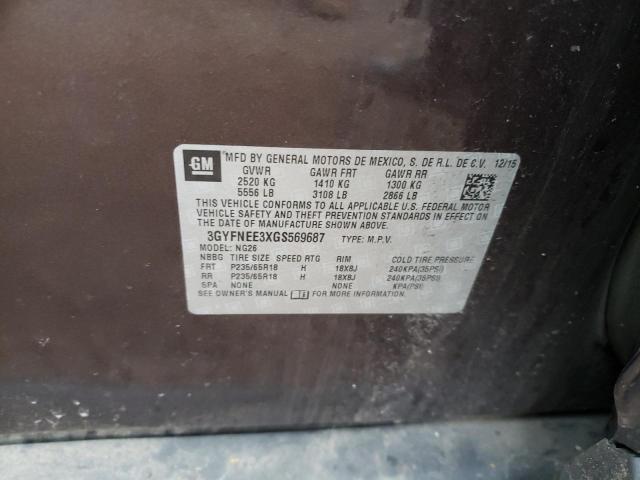 GM MFD BY GENERAL MOTORS DE MEXICO, S. DE R.L. DE C.V. 12/15
GVWR GAWR FRT GAWR RR
2520 KG 1410 KG 1300 KG
5556 LB 3108 LB 2866 LB
THIS VEHICLE CONFORMS TO ALL APPLICABLE U.S. FEDERAL MOTOR
VEHICLE SAFETY AND THEFT PREVENTION STANDARDS IN EFFECT
ON THE DATE OF MANUFACTURE SHOWN ABOVE.
3GYFNEE3XGS569687 TYPE: M.P.V.
MODEL: NG26
NBBG TIRE SIZE SPEED RTG RIM COLD TIRE PRESSURE
FRT P235/65R18 H 18X8J 240KPA(35PSI)
RR P235/65R18 H 18X8J 240KPA(35PSI)
SPA NONE NONE KPA(PSI)
SEE OWNER'S MANUAL FOR MORE INFORMATION.